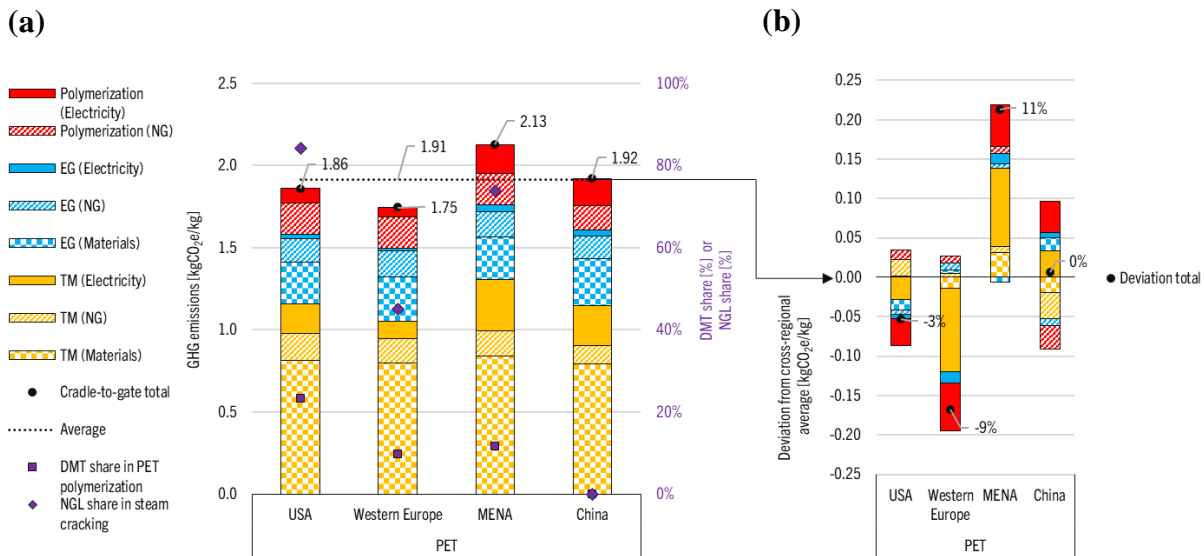 (a)
(b)
Polymerization
(Electricity)
Polymerization (NG)
EG (Electricity)
EG (NG)
EG (Materials)
TM (Electricity)
TM (NG)
TM (Materials)
Cradle-to-gate total
Average
DMT share in PET
polymerization
NGL share in steam
cracking
GHG emissions [kgCO₂e/kg]
2.5
2.0
1.5
1.0
0.5
0.0
1.86
1.91
1.75
2.13
1.92
USA
Western Europe
MENA
China
PET
100%
80%
60%
40%
20%
0%
DMT share [%] or
NGL share [%]
Deviation from cross-regional
average [kgCO₂e/kg]
0.25
0.20
0.15
0.10
0.05
0.00
-0.05
-0.10
-0.15
-0.20
-0.25
-3%
-9%
11%
0%
USA
Western
Europe
MENA
China
PET
Deviation total